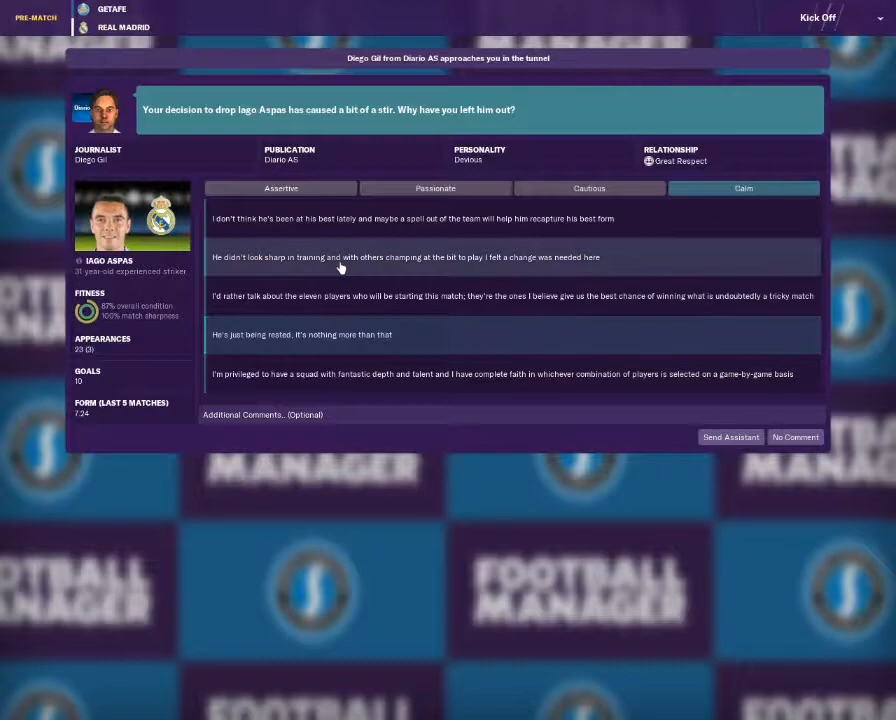 PRE-MATCH
GETAFE
REAL MADRID
Kick Off
Diego Gil from Diario AS approaches you in the tunnel
Diario
Your decision to drop Iago Aspas has caused a bit of a stir. Why have you left him out?
JOURNALIST
Diego Gil
PUBLICATION
Diario AS
PERSONALITY
Devious
RELATIONSHIP
Great Respect
Assertive
Passionate
Cautious
Calm
IAGO ASPAS
31 year-old experienced striker
FITNESS
87% overall condition
100% match sharpness
APPEARANCES
23 (3)
GOALS
10
FORM (LAST 5 MATCHES)
7.24
I don't think he's been at his best lately and maybe a spell out of the team will help him recapture his best form
He didn't look sharp in training and with others champing at the bit to play I felt a change was needed here
I'd rather talk about the eleven players who will be starting this match; they're the ones I believe give us the best chance of winning what is undoubtedly a tricky match
He's just being rested, it's nothing more than that
I'm privileged to have a squad with fantastic depth and talent and I have complete faith in whichever combination of players is selected on a game-by-game basis
Additional Comments.. (Optional)
Send Assistant
No Comment
MANAGER
FOOTBALL
MANAGER